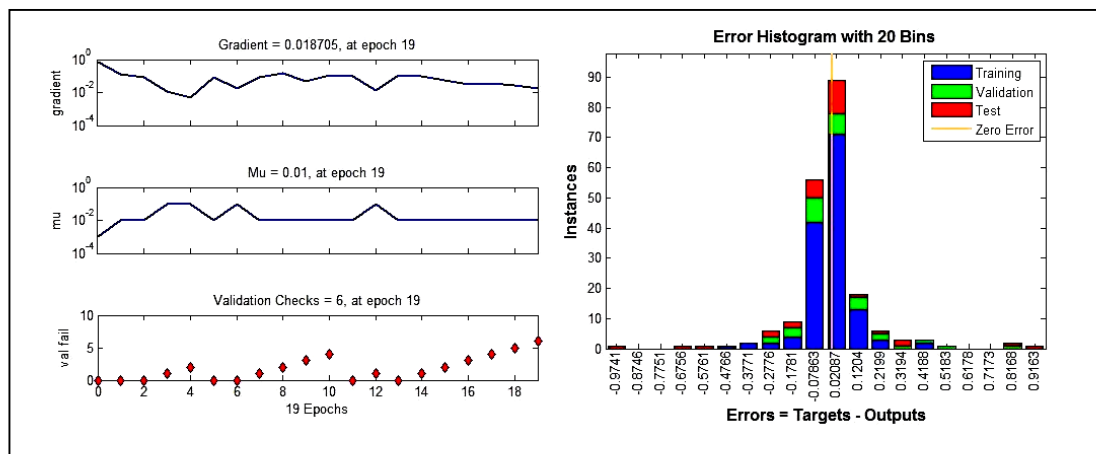 Gradient = 0.018705, at epoch 19
10^0
10^-2
10^-4
gradient
Mu = 0.01, at epoch 19
10^0
10^-2
10^-4
mu
Validation Checks = 6, at epoch 19
10
5
0
val fail
0 2 4 6 8 10 12 14 16 18
19 Epochs
Error Histogram with 20 Bins
Training
Validation
Test
Zero Error
90
80
70
60
50
40
30
20
10
0
Instances
-0.9741
-0.8746
-0.7751
-0.6756
-0.5761
-0.4766
-0.3771
-0.2776
-0.1781
-0.07863
0.02087
0.1204
0.2199
0.3194
0.4188
0.5183
0.6178
0.7173
0.8168
0.9163
Errors = Targets - Outputs